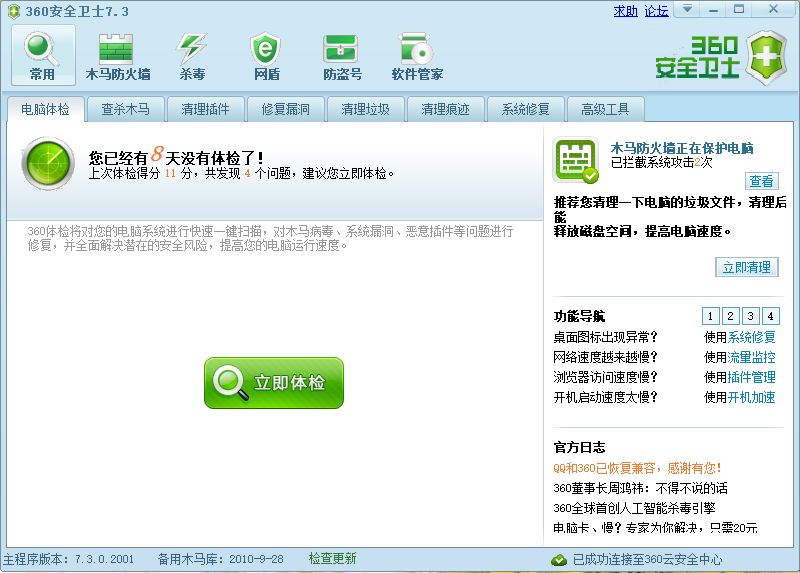 360安全卫士7.3
求助 论坛
常用 木马防火墙 杀毒 网盾 防盗号 软件管家
360
安全卫士
电脑体检 查杀木马 清理插件 修复漏洞 清理垃圾 清理痕迹 系统修复 高级工具
您已经有8天没有体检了！
上次体检得分 11 分，共发现 4 个问题，建议您立即体检。
360体检将对您的电脑系统进行快速一键扫描，对木马病毒、系统漏洞、恶意插件等问题进行
修复，并全面解决潜在的安全风险，提高您的电脑运行速度。
立即体检
木马防火墙正在保护电脑
已拦截系统攻击2次
查看
推荐您清理一下电脑的垃圾文件，清理后
能
释放磁盘空间，提高电脑速度。
立即清理
功能导航 1 2 3 4
桌面图标出现异常? 使用系统修复
网络速度越来越慢? 使用流量监控
浏览器访问速度慢? 使用插件管理
开机启动速度太慢? 使用开机加速
官方日志
QQ和360已恢复兼容，感谢有您!
360董事长周鸿祎：不得不说的话
360全球首创人工智能杀毒引擎
电脑卡、慢？专家为你解决，只需20元
主程序版本：7.3.0.2001 备用木马库：2010-9-28 检查更新
已成功连接至360云安全中心